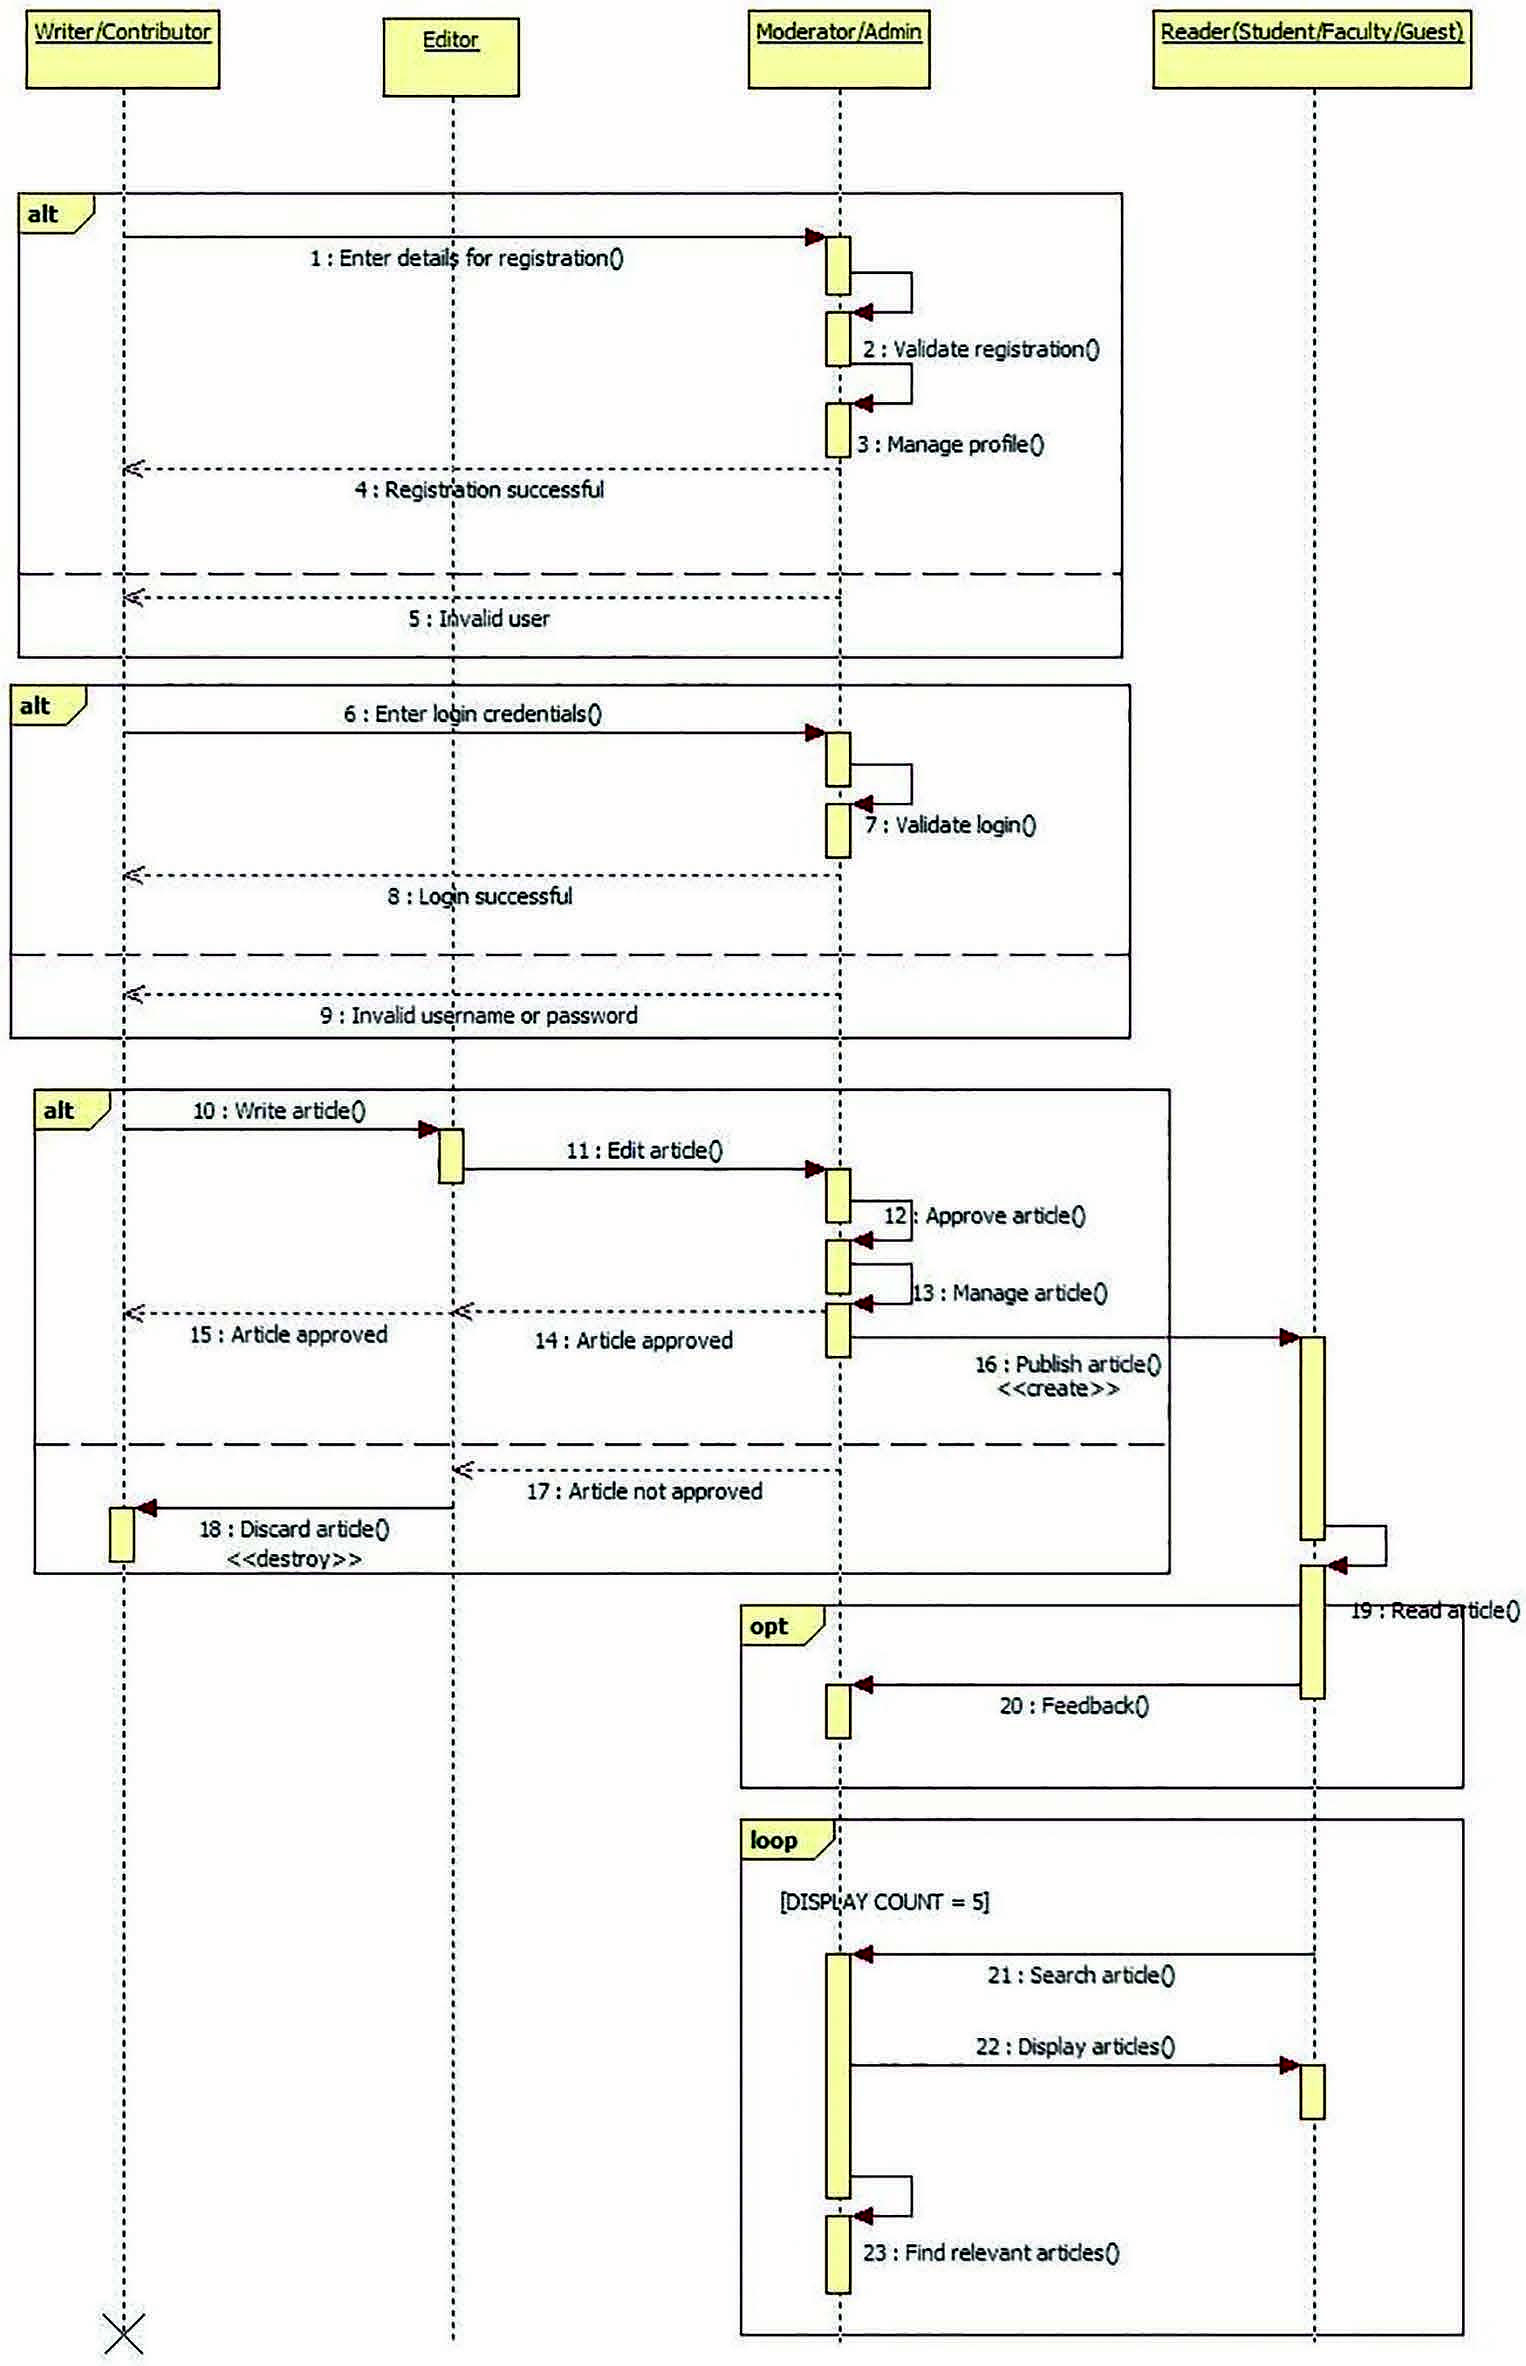 Writer/Contributor
Editor
Moderator/Admin
Reader(Student/Faculty/Guest)
alt
1 : Enter details for registration()
2 : Validate registration()
3 : Manage profile()
4 : Registration successful
5 : Invalid user
alt
6 : Enter login credentials()
7 : Validate login()
8 : Login successful
9 : Invalid username or password
alt
10 : Write article()
11 : Edit article()
12 : Approve article()
13 : Manage article()
15 : Article approved
14 : Article approved
16 : Publish article()
<<create>>
17 : Article not approved
18 : Discard article()
<<destroy>>
19 : Read article()
opt
20 : Feedback()
loop
[DISPLAY COUNT = 5]
21 : Search article()
22 : Display articles()
23 : Find relevant articles()